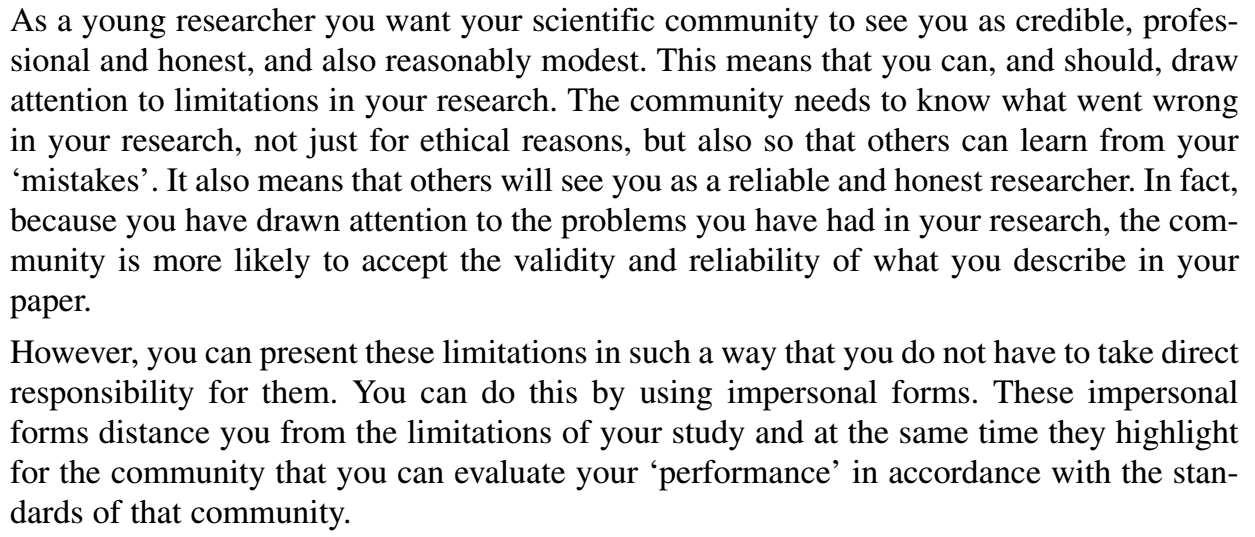 As a young researcher you want your scientific community to see you as credible, profes-
sional and honest, and also reasonably modest. This means that you can, and should, draw
attention to limitations in your research. The community needs to know what went wrong
in your research, not just for ethical reasons, but also so that others can learn from your
‘mistakes’. It also means that others will see you as a reliable and honest researcher. In fact,
because you have drawn attention to the problems you have had in your research, the com-
munity is more likely to accept the validity and reliability of what you describe in your
paper.
However, you can present these limitations in such a way that you do not have to take direct
responsibility for them. You can do this by using impersonal forms. These impersonal
forms distance you from the limitations of your study and at the same time they highlight
for the community that you can evaluate your ‘performance’ in accordance with the stan-
dards of that community.